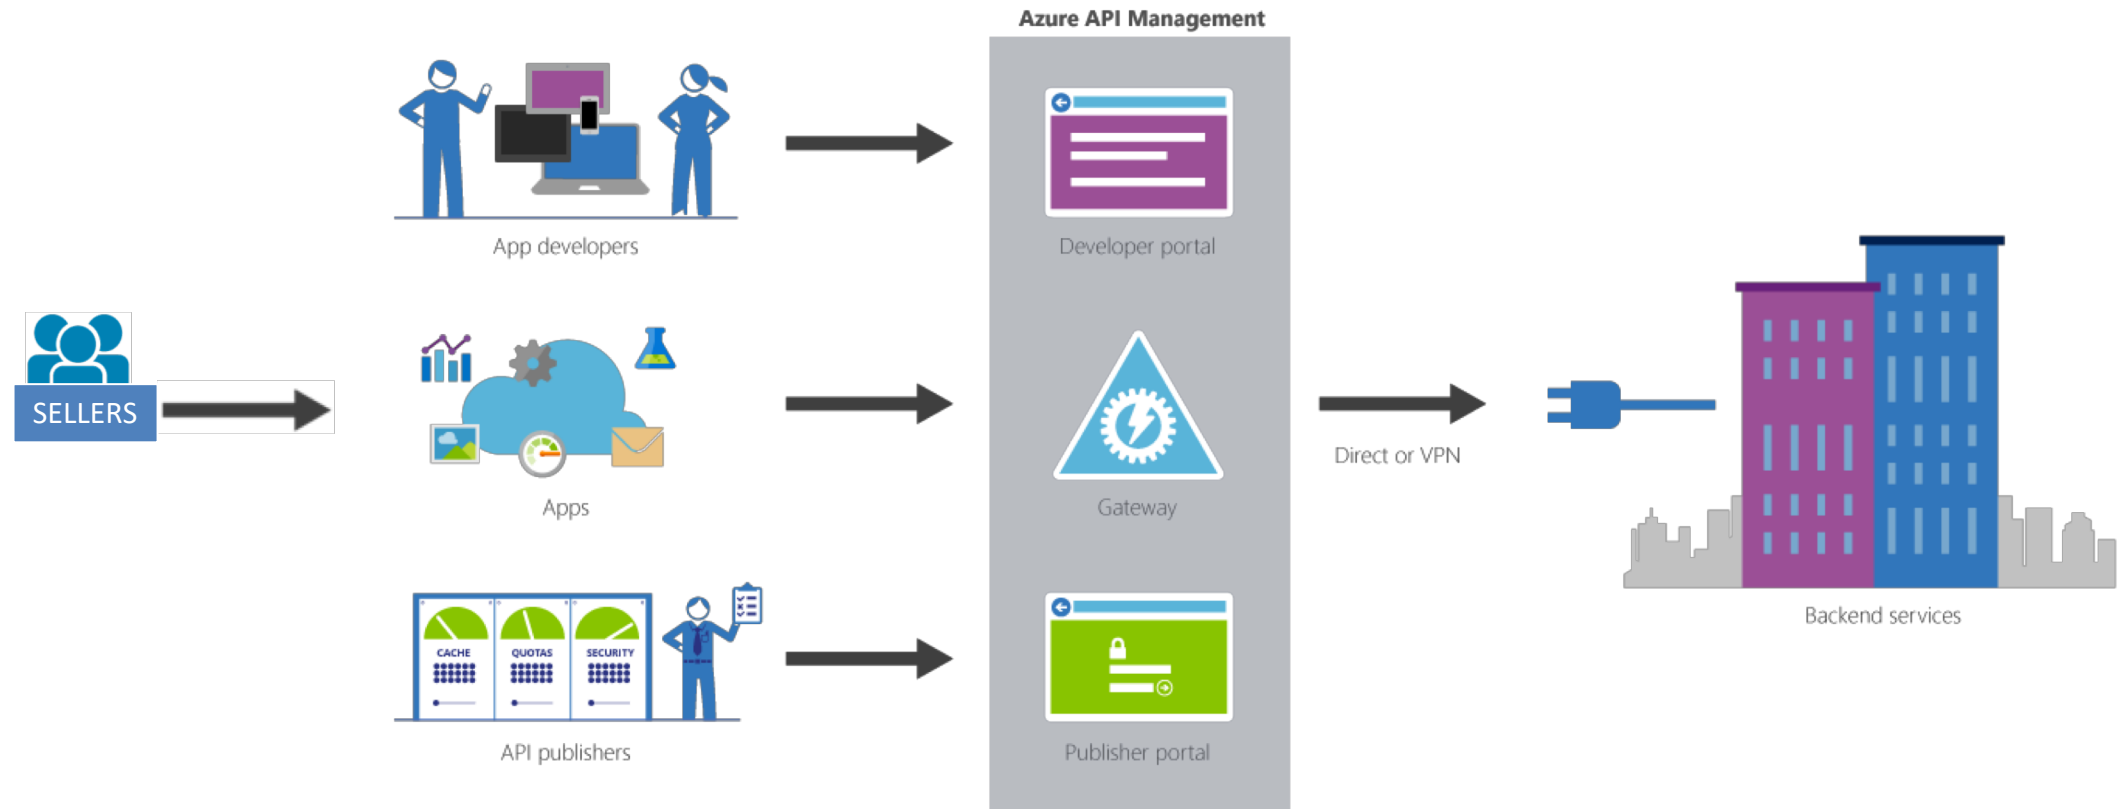 Azure API Management
App developers
Developer portal
SELLERS
Apps
Gateway
Direct or VPN
Backend services
CACHE
QUOTAS
SECURITY
API publishers
Publisher portal